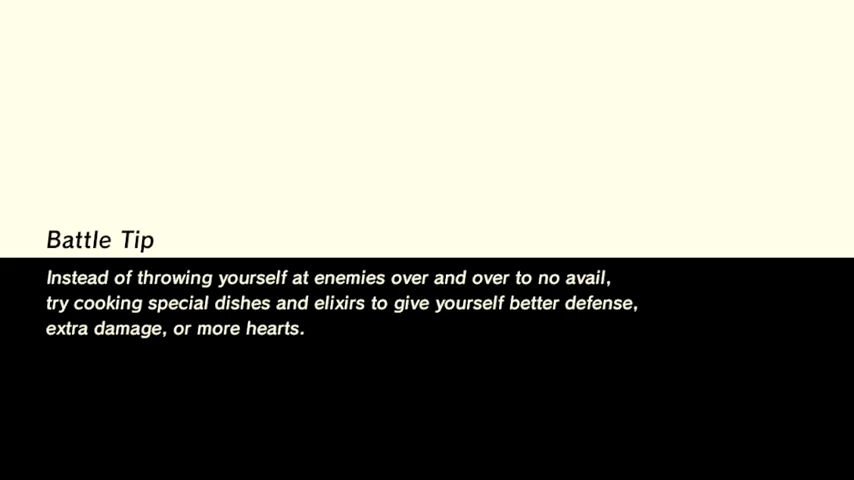 Battle Tip
Instead of throwing yourself at enemies over and over to no avail,
try cooking special dishes and elixirs to give yourself better defense,
extra damage, or more hearts.